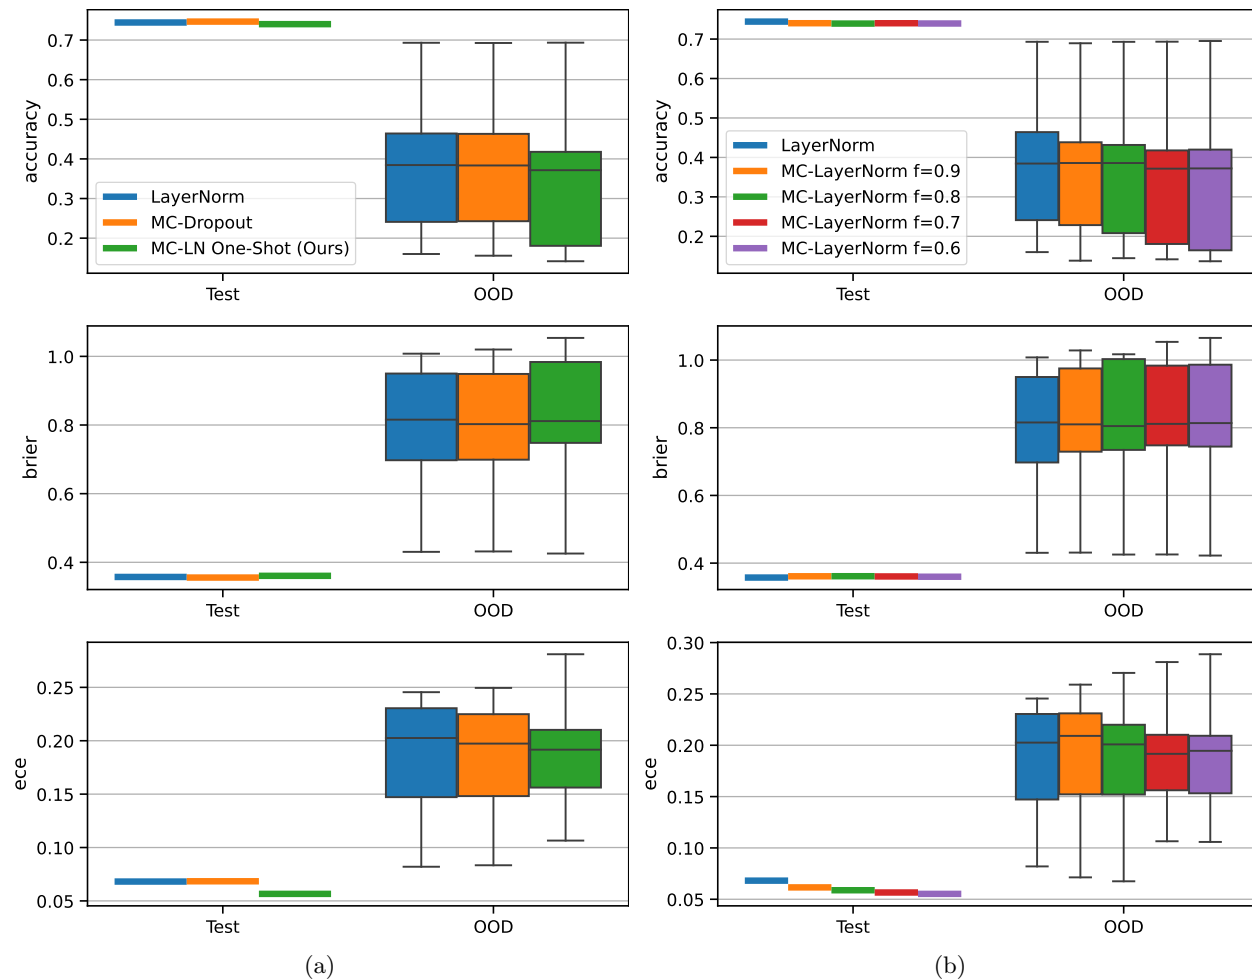 0.7
0.6
0.5
0.4
0.3
0.2
accuracy
LayerNorm
MC-Dropout
MC-LN One-Shot (Ours)
Test
OOD
1.0
0.8
0.6
0.4
brier
Test
OOD
0.25
0.20
0.15
0.10
0.05
ece
Test
OOD
(a)
0.7
0.6
0.5
0.4
0.3
0.2
accuracy
LayerNorm
MC-LayerNorm f=0.9
MC-LayerNorm f=0.8
MC-LayerNorm f=0.7
MC-LayerNorm f=0.6
Test
OOD
1.0
0.8
0.6
0.4
brier
Test
OOD
0.30
0.25
0.20
0.15
0.10
0.05
ece
Test
OOD
(b)